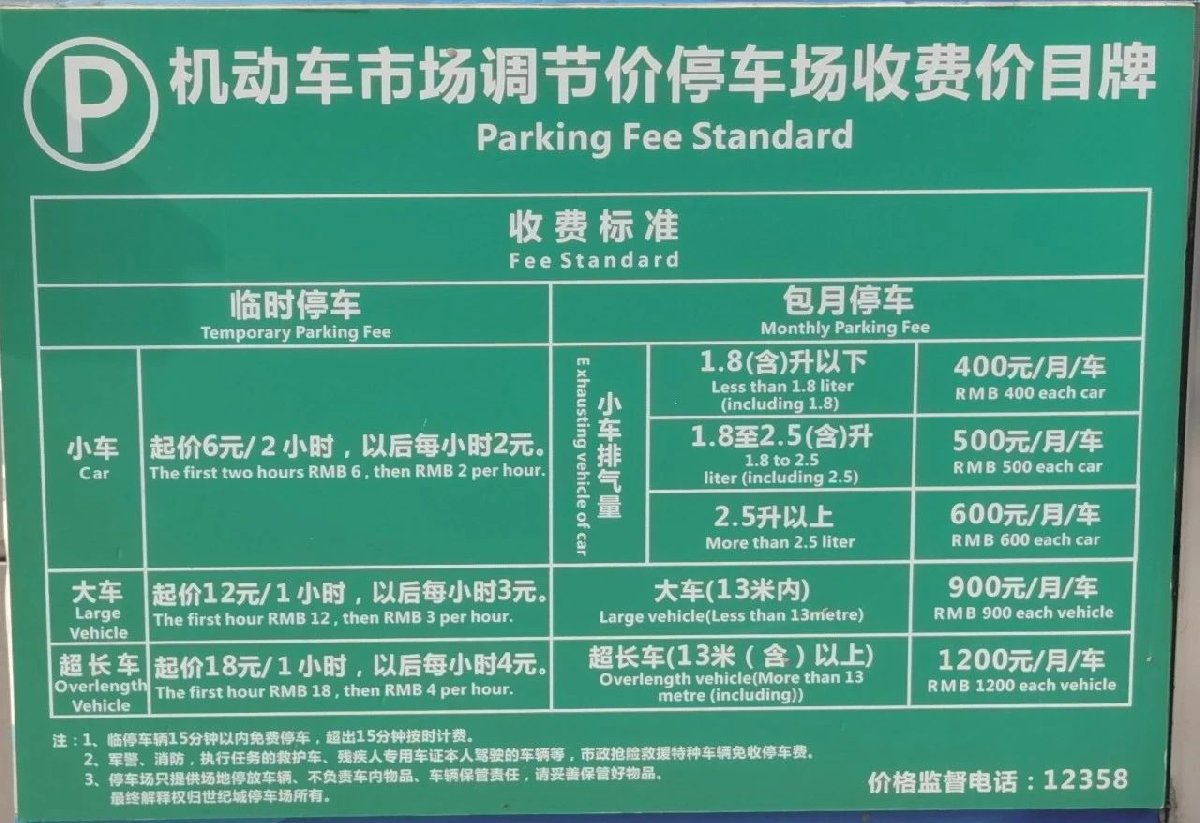 P
机动车市场调节价停车场收费价目牌
Parking Fee Standard
收费标准
Fee Standard
临时停车
Temporary Parking Fee
包月停车
Monthly Parking Fee
小车
Car
起价6元/2小时，以后每小时2元。
The first two hours RMB 6, then RMB 2 per hour.
小车排气量
Exhausting vehicle of car
1.8(含)升以下
Less than 1.8 liter
(including 1.8)
400元/月/车
RMB 400 each car
1.8至2.5(含)升
1.8 to 2.5
liter (including 2.5)
500元/月/车
RMB 500 each car
2.5升以上
More than 2.5 liter
600元/月/车
RMB 600 each car
大车
Large
Vehicle
起价12元/1小时，以后每小时3元。
The first hour RMB 12, then RMB 3 per hour.
大车(13米内)
Large vehicle(Less than 13metre)
900元/月/车
RMB 900 each vehicle
超长车
Overlength
Vehicle
起价18元/1小时，以后每小时4元。
The first hour RMB 18, then RMB 4 per hour.
超长车(13米（含）以上)
Overlength vehicle(More than 13
metre (including))
1200元/月/车
RMB 1200 each vehicle
注：1、临停车辆15分钟以内免费停车，超出15分钟按时计费。
2、军警、消防，执行任务的救护车、残疾人专用车证本人驾驶的车辆等，市政抢险救援特种车辆免收停车费。
3、停车场只提供场地停放车辆、不负责车内物品、车辆保管责任，请妥善保管好物品。
最终解释权归世纪城停车场所有。
价格监督电话：12358